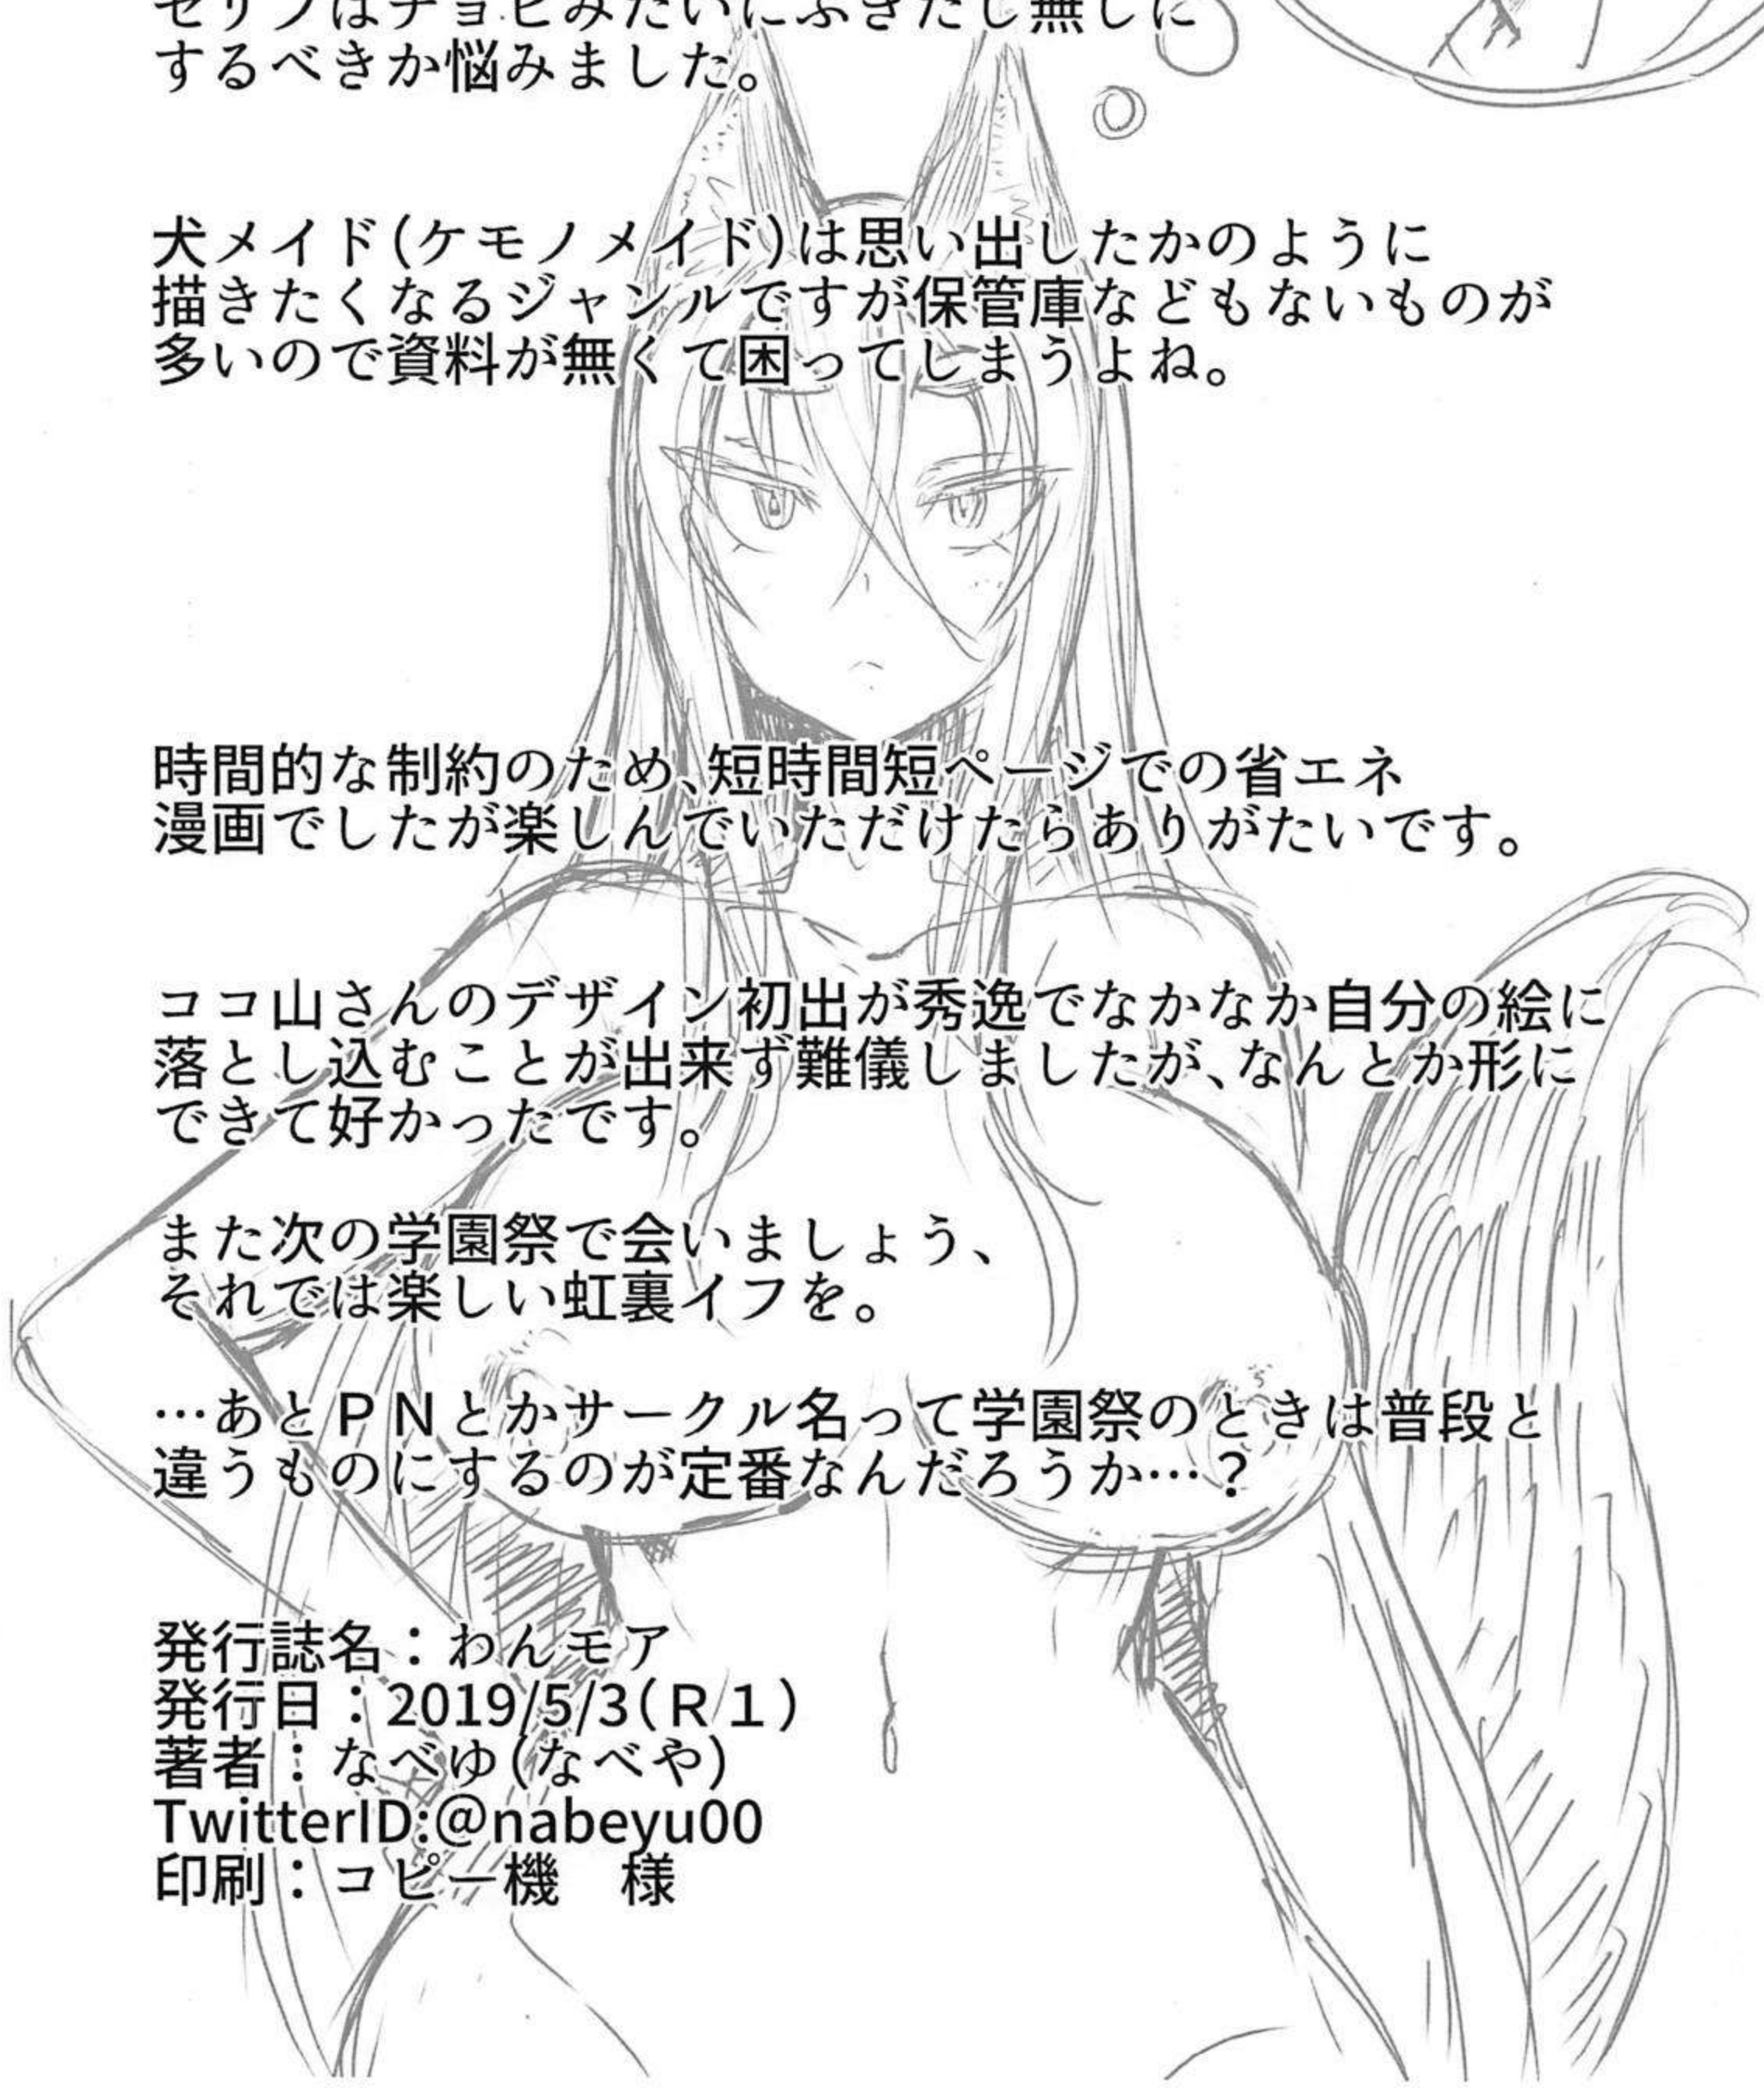 セリフはチョビみたいにふきだし無しに
するべきか悩みました。
犬メイド(ケモノメイド)は思い出したかのように
描きたくなるジャンルですが保管庫などもないものが
多いので資料が無くて困ってしまうよね。
時間的な制約のため、短時間短ページでの省エネ
漫画でしたが楽しんでいただけたらありがたいです。
ココ山さんのデザイン初出が秀逸でなかなか自分の絵に
落とし込むことが出来ず難儀しましたが、なんとか形に
できて好かったです。
また次の学園祭で会いましょう、
それでは楽しい虹裏イフを。
…あとＰＮとかサークル名って学園祭のときは普段と
違うものにするのが定番なんだろうか…？
発行誌名：わんモア
発行日：2019/5/3(Ｒ１)
著者：なべゆ(なべや)
TwitterID:@nabeyu00
印刷：コピー機　様